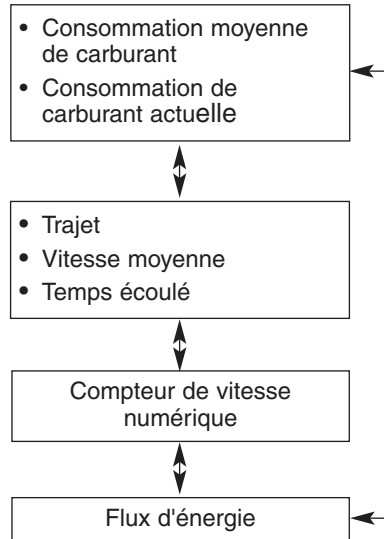 • Consommation moyenne
de carburant
• Consommation de
carburant actuelle
• Trajet
• Vitesse moyenne
• Temps écoulé
Compteur de vitesse
numérique
Flux d'énergie